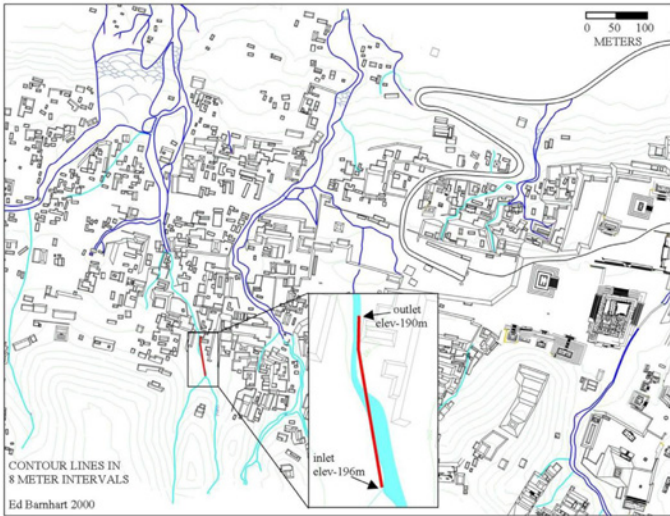 0 50 100
METERS
outlet
elev-190m
inlet
elev-196m
CONTOUR LINES IN
8 METER INTERVALS
Ed Barnhart 2000